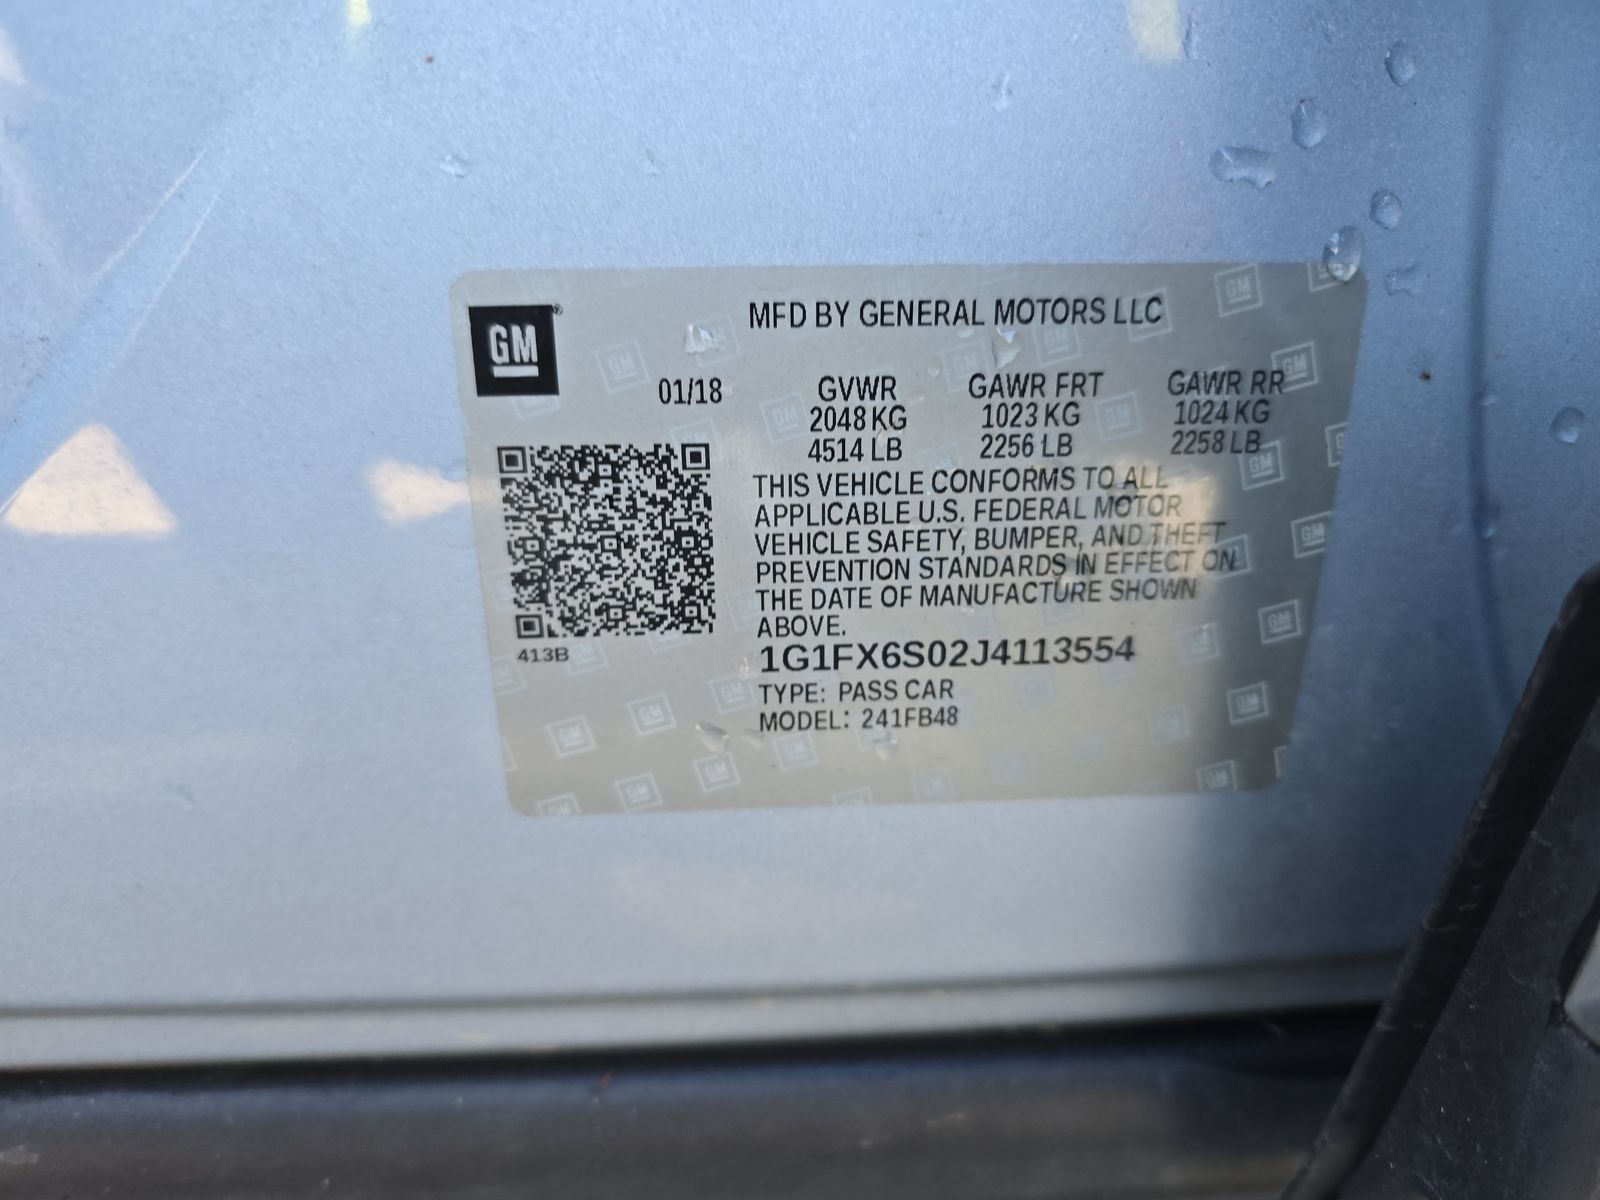 GM
MFD BY GENERAL MOTORS LLC
01/18 GVWR GAWR FRT GAWR RR
2048 KG 1023 KG 1024 KG
4514 LB 2256 LB 2258 LB
THIS VEHICLE CONFORMS TO ALL
APPLICABLE U.S. FEDERAL MOTOR
VEHICLE SAFETY, BUMPER, AND THEFT
PREVENTION STANDARDS IN EFFECT ON
THE DATE OF MANUFACTURE SHOWN
ABOVE.
413B
1G1FX6S02J4113554
TYPE: PASS CAR
MODEL: 241FB48